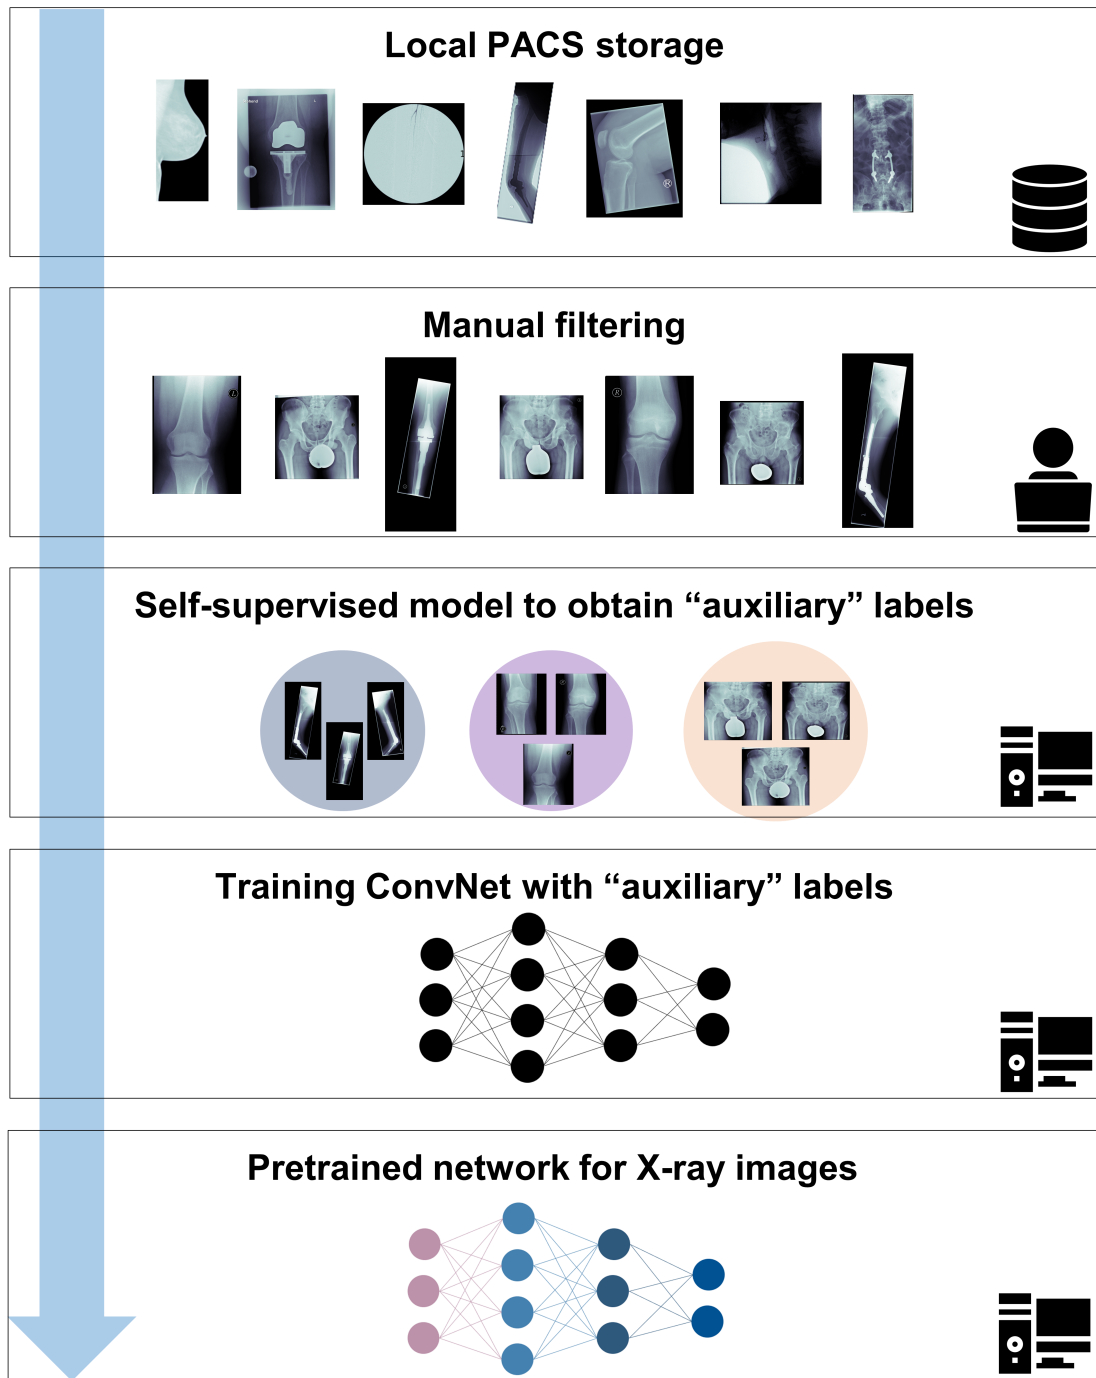 Local PACS storage
Manual filtering
Self-supervised model to obtain “auxiliary” labels
Training ConvNet with “auxiliary” labels
Pretrained network for X-ray images